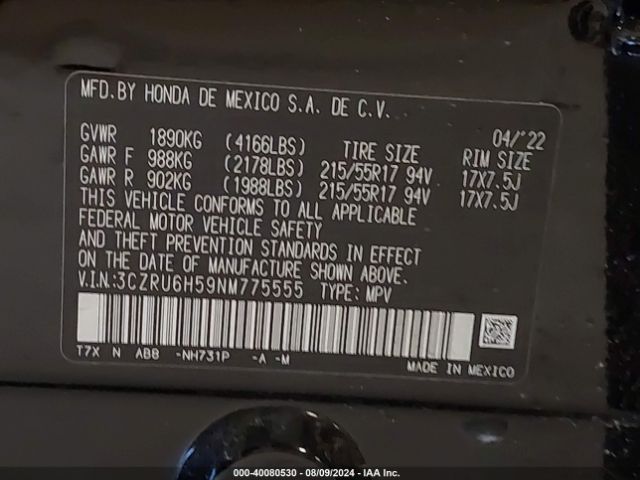 MFD.BY HONDA DE MEXICO S.A. DE C.V.
04/'22
GVWR 1890KG (4166LBS) TIRE SIZE RIM SIZE
GAWR F 988KG (2178LBS) 215/55R17 94V 17X7.5J
GAWR R 902KG (1988LBS) 215/55R17 94V 17X7.5J
THIS VEHICLE CONFORMS TO ALL APPLICABLE
FEDERAL MOTOR VEHICLE SAFETY
AND THEFT PREVENTION STANDARDS IN EFFECT
ON THE DATE OF MANUFACTURE SHOWN ABOVE.
V.I.N.:3CZRU6H59NM775555 TYPE: MPV
T7X N AB8 -NH731P -A -M
MADE IN MEXICO
000-40080530 - 08/09/2024 - IAA Inc.